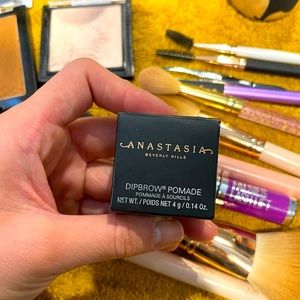 ANASTASIA
BEVERLY HILLS
DIPBROW® POMADE
POMMADE À SOURCILS
NET WT. / POIDS NET 4 g / 0.14 Oz.